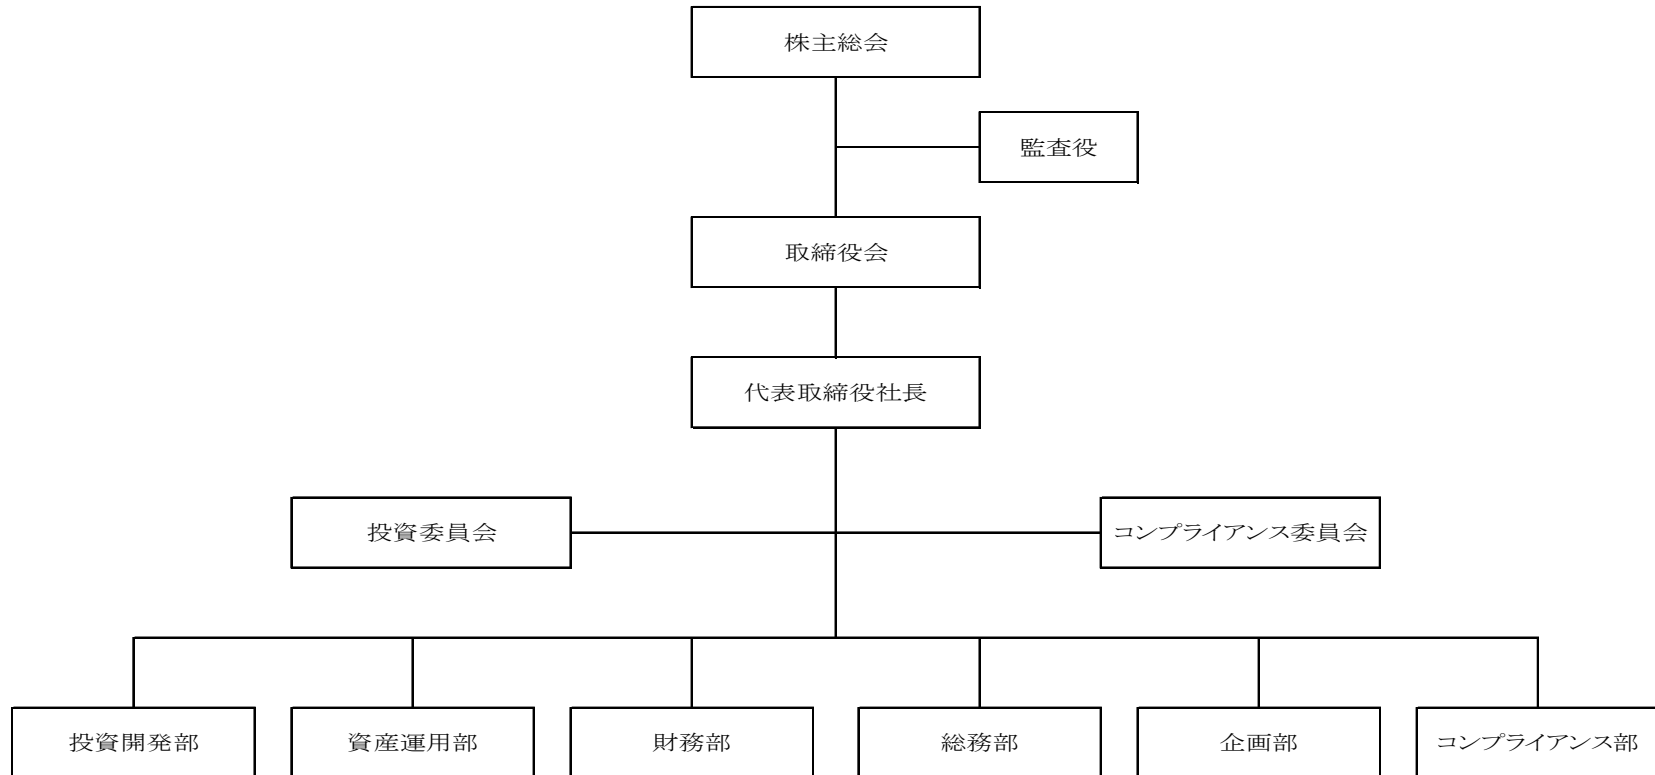 株主総会
監査役
取締役会
代表取締役社長
投資委員会
コンプライアンス委員会
投資開発部
資産運用部
財務部
総務部
企画部
コンプライアンス部